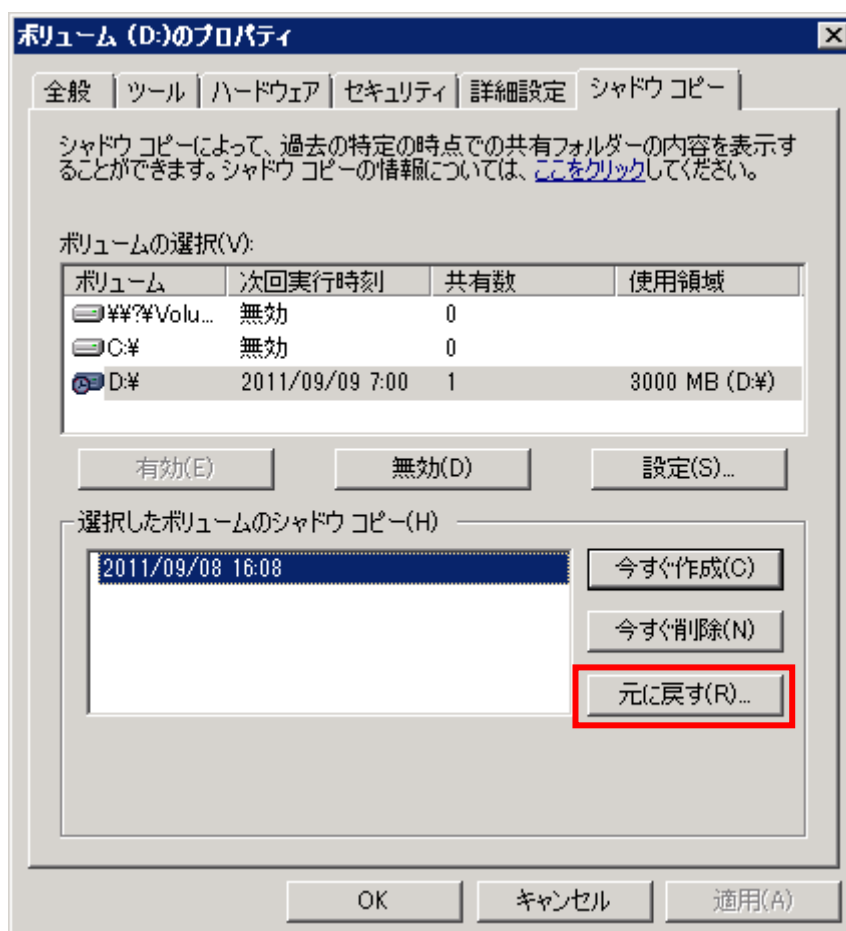 ボリューム (D:)のプロパティ
全般 ツール ハードウェア セキュリティ 詳細設定 シャドウ コピー
シャドウ コピーによって、過去の特定の時点での共有フォルダーの内容を表示す
ることができます。シャドウ コピーの情報については、ここをクリックしてください。
ボリュームの選択(V):
ボリューム 次回実行時刻 共有数 使用領域
¥¥?¥Volu... 無効 0
C:¥ 無効 0
D:¥ 2011/09/09 7:00 1 3000 MB (D:¥)
有効(E) 無効(D) 設定(S)...
選択したボリュームのシャドウ コピー(H)
2011/09/08 16:08 今すぐ作成(C)
今すぐ削除(N)
元に戻す(R)...
OK キャンセル 適用(A)